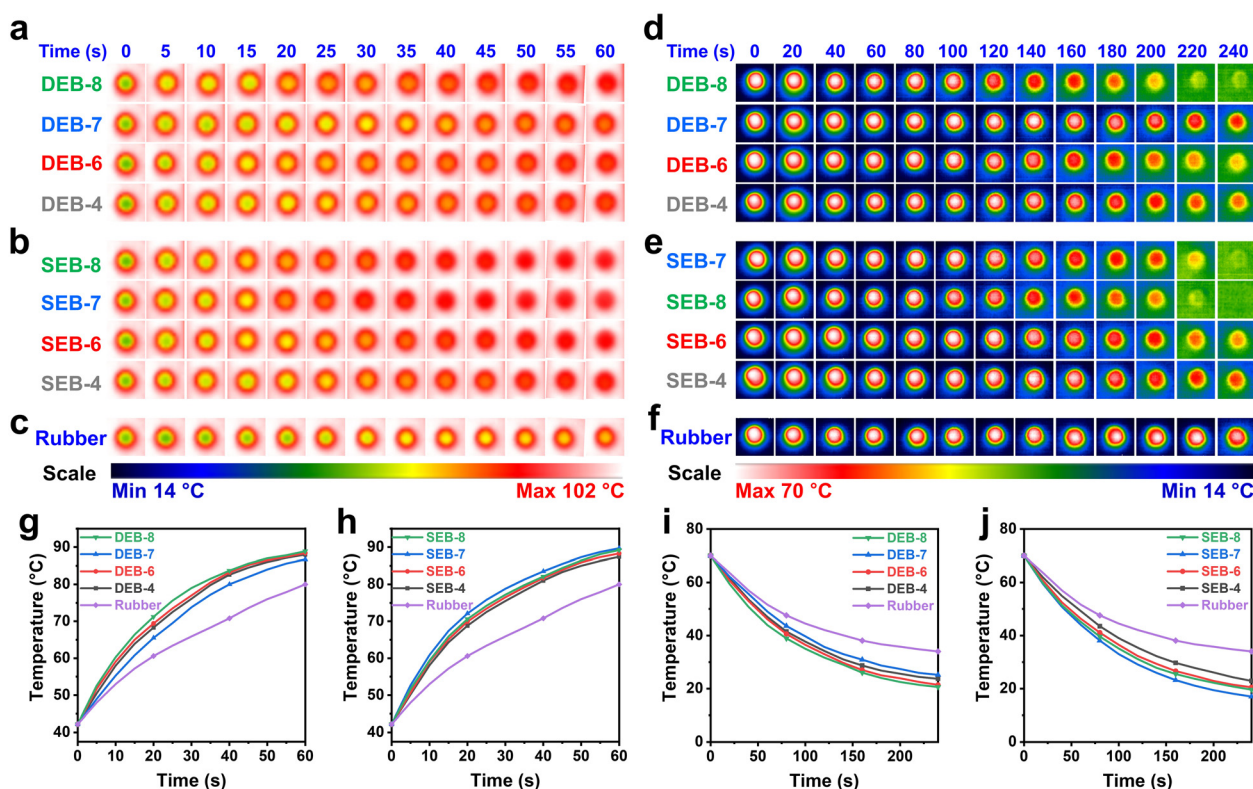 a
Time (s) 0 5 10 15 20 25 30 35 40 45 50 55 60
DEB-8
DEB-7
DEB-6
DEB-4
b
SEB-8
SEB-7
SEB-6
SEB-4
c
Rubber
Scale
Min 14 °C Max 102 °C
d
Time (s) 0 20 40 60 80 100 120 140 160 180 200 220 240
DEB-8
DEB-7
DEB-6
DEB-4
e
SEB-7
SEB-8
SEB-6
SEB-4
f
Rubber
Scale
Max 70 °C Min 14 °C
g
Temperature (°C)
90
80
70
60
50
40
DEB-8
DEB-7
DEB-6
DEB-4
Rubber
0 10 20 30 40 50 60
Time (s)
h
Temperature (°C)
90
80
70
60
50
40
SEB-8
SEB-7
SEB-6
SEB-4
Rubber
0 10 20 30 40 50 60
Time (s)
i
Temperature (°C)
80
60
40
20
0
DEB-8
DEB-7
DEB-6
DEB-4
Rubber
0 50 100 150 200
Time (s)
j
Temperature (°C)
80
60
40
20
0
SEB-8
SEB-7
SEB-6
SEB-4
Rubber
0 50 100 150 200
Time (s)